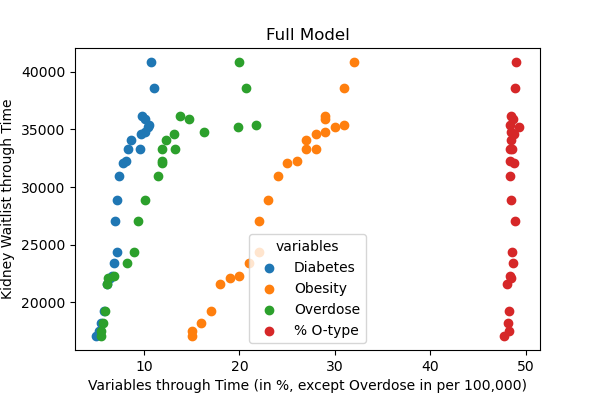 Full Model
Kidney Waitlist through Time
40000
35000
30000
25000
20000
variables
Diabetes
Obesity
Overdose
% O-type
10 20 30 40 50
Variables through Time (in %, except Overdose in per 100,000)